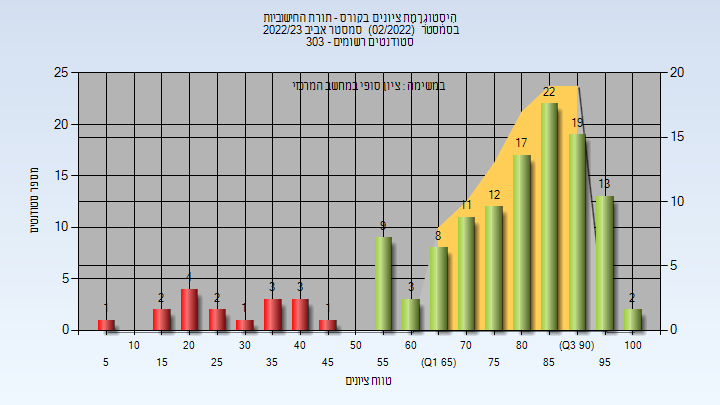 היסטוגרמת ציונים בקורס - תורת החישוביות
בסמסטר (02/2022) סמסטר אביב 2022/23
סטודנטים רשומים - 303
במשימה : ציון סופי במחשב המרכזי
מספר סטודנטים
25 20 15 10 5 0
20 15 10 5 0
1 2 4 2 1 3 3 1 9 3 8 11 12 17 22 19 13 2
10 20 30 40 50 60 70 80 (Q3 90) 100
5 15 25 35 45 55 (Q1 65) 75 85 95
טווח ציונים